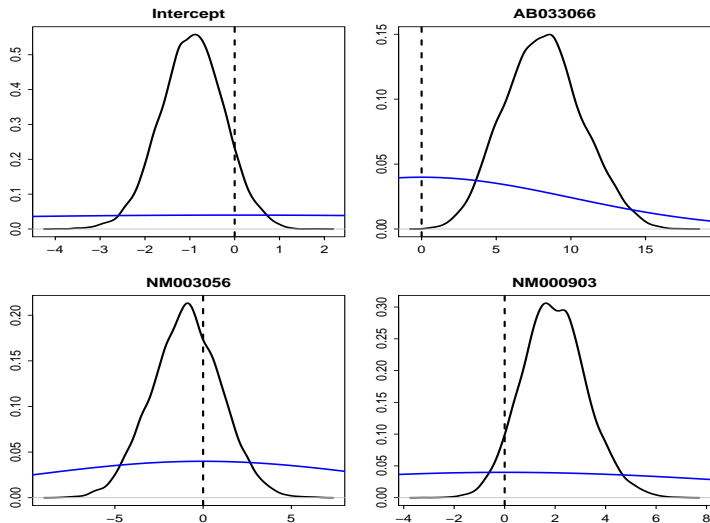 Intercept
0.0 0.1 0.2 0.3 0.4 0.5
−4 −3 −2 −1 0 1 2
AB033066
0.00 0.05 0.10 0.15
0 5 10 15
NM003056
0.00 0.05 0.10 0.15 0.20
−5 0 5
NM000903
0.00 0.05 0.10 0.15 0.20 0.25 0.30
−4 −2 0 2 4 6 8